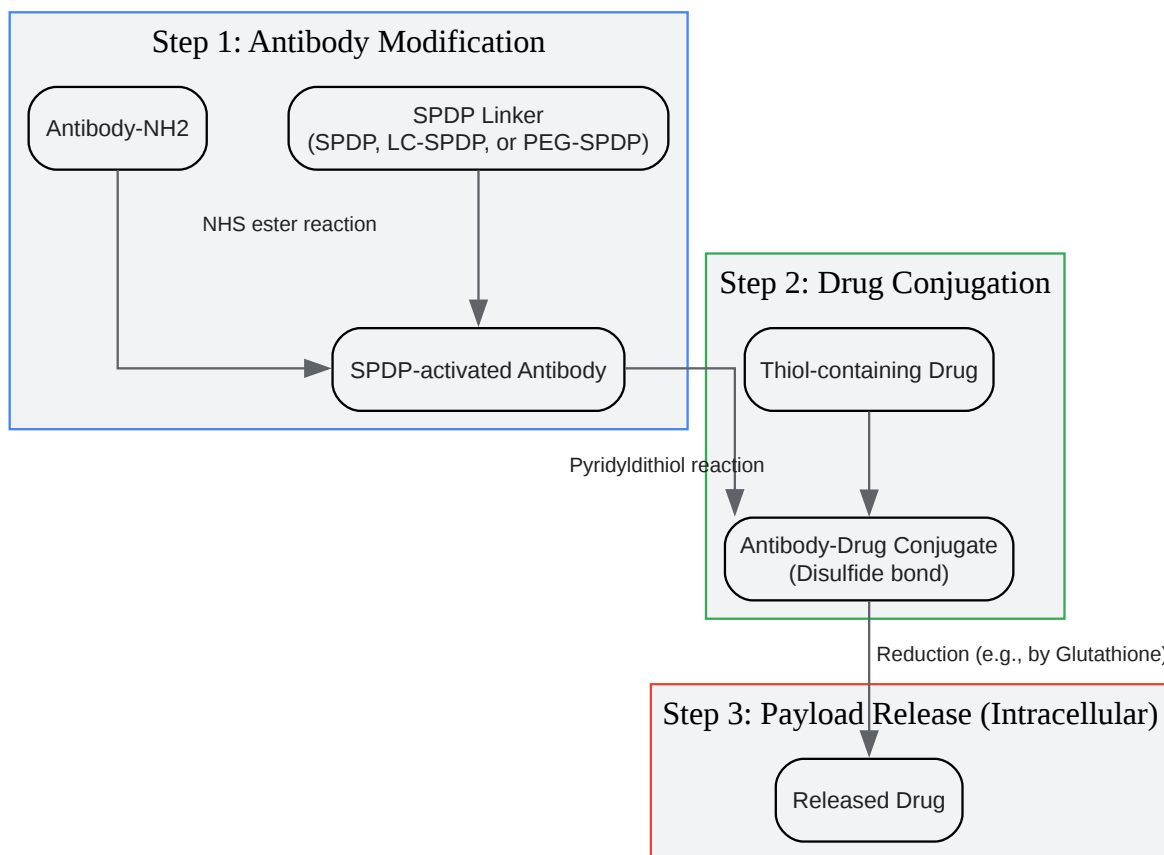 Step 1: Antibody Modification
Antibody-NH2
SPDP Linker
(SPDP, LC-SPDP, or PEG-SPDP)
NHS ester reaction
SPDP-activated Antibody
Step 2: Drug Conjugation
Thiol-containing Drug
Pyridyldithiol reaction
Antibody-Drug Conjugate
(Disulfide bond)
Reduction (e.g., by Glutathione)
Step 3: Payload Release (Intracellular)
Released Drug